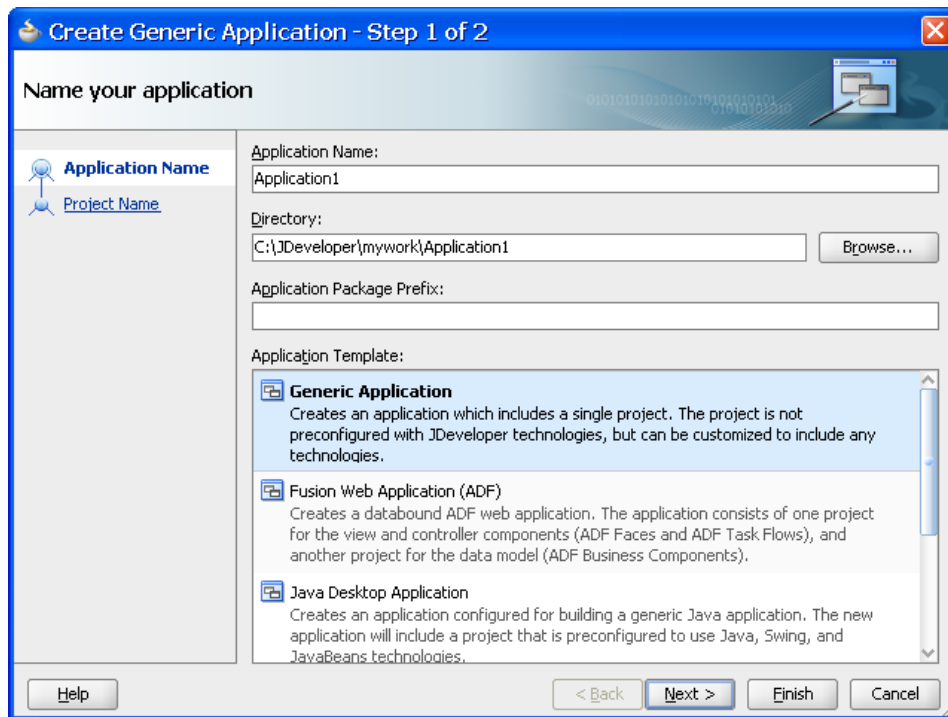 Create Generic Application - Step 1 of 2
Name your application
0101010101010101010101010101
0101010101010
Application Name
Project Name
Application Name:
Application1
Directory:
C:\JDeveloper\mywork\Application1
Browse...
Application Package Prefix:
Application Template:
Generic Application
Creates an application which includes a single project. The project is not
preconfigured with JDeveloper technologies, but can be customized to include any
technologies.
Fusion Web Application (ADF)
Creates a databound ADF web application. The application consists of one project
for the view and controller components (ADF Faces and ADF Task Flows), and
another project for the data model (ADF Business Components).
Java Desktop Application
Creates an application configured for building a generic Java application. The new
application will include a project that is preconfigured to use Java, Swing, and
JavaBeans technologies.
Help
< Back
Next >
Finish
Cancel